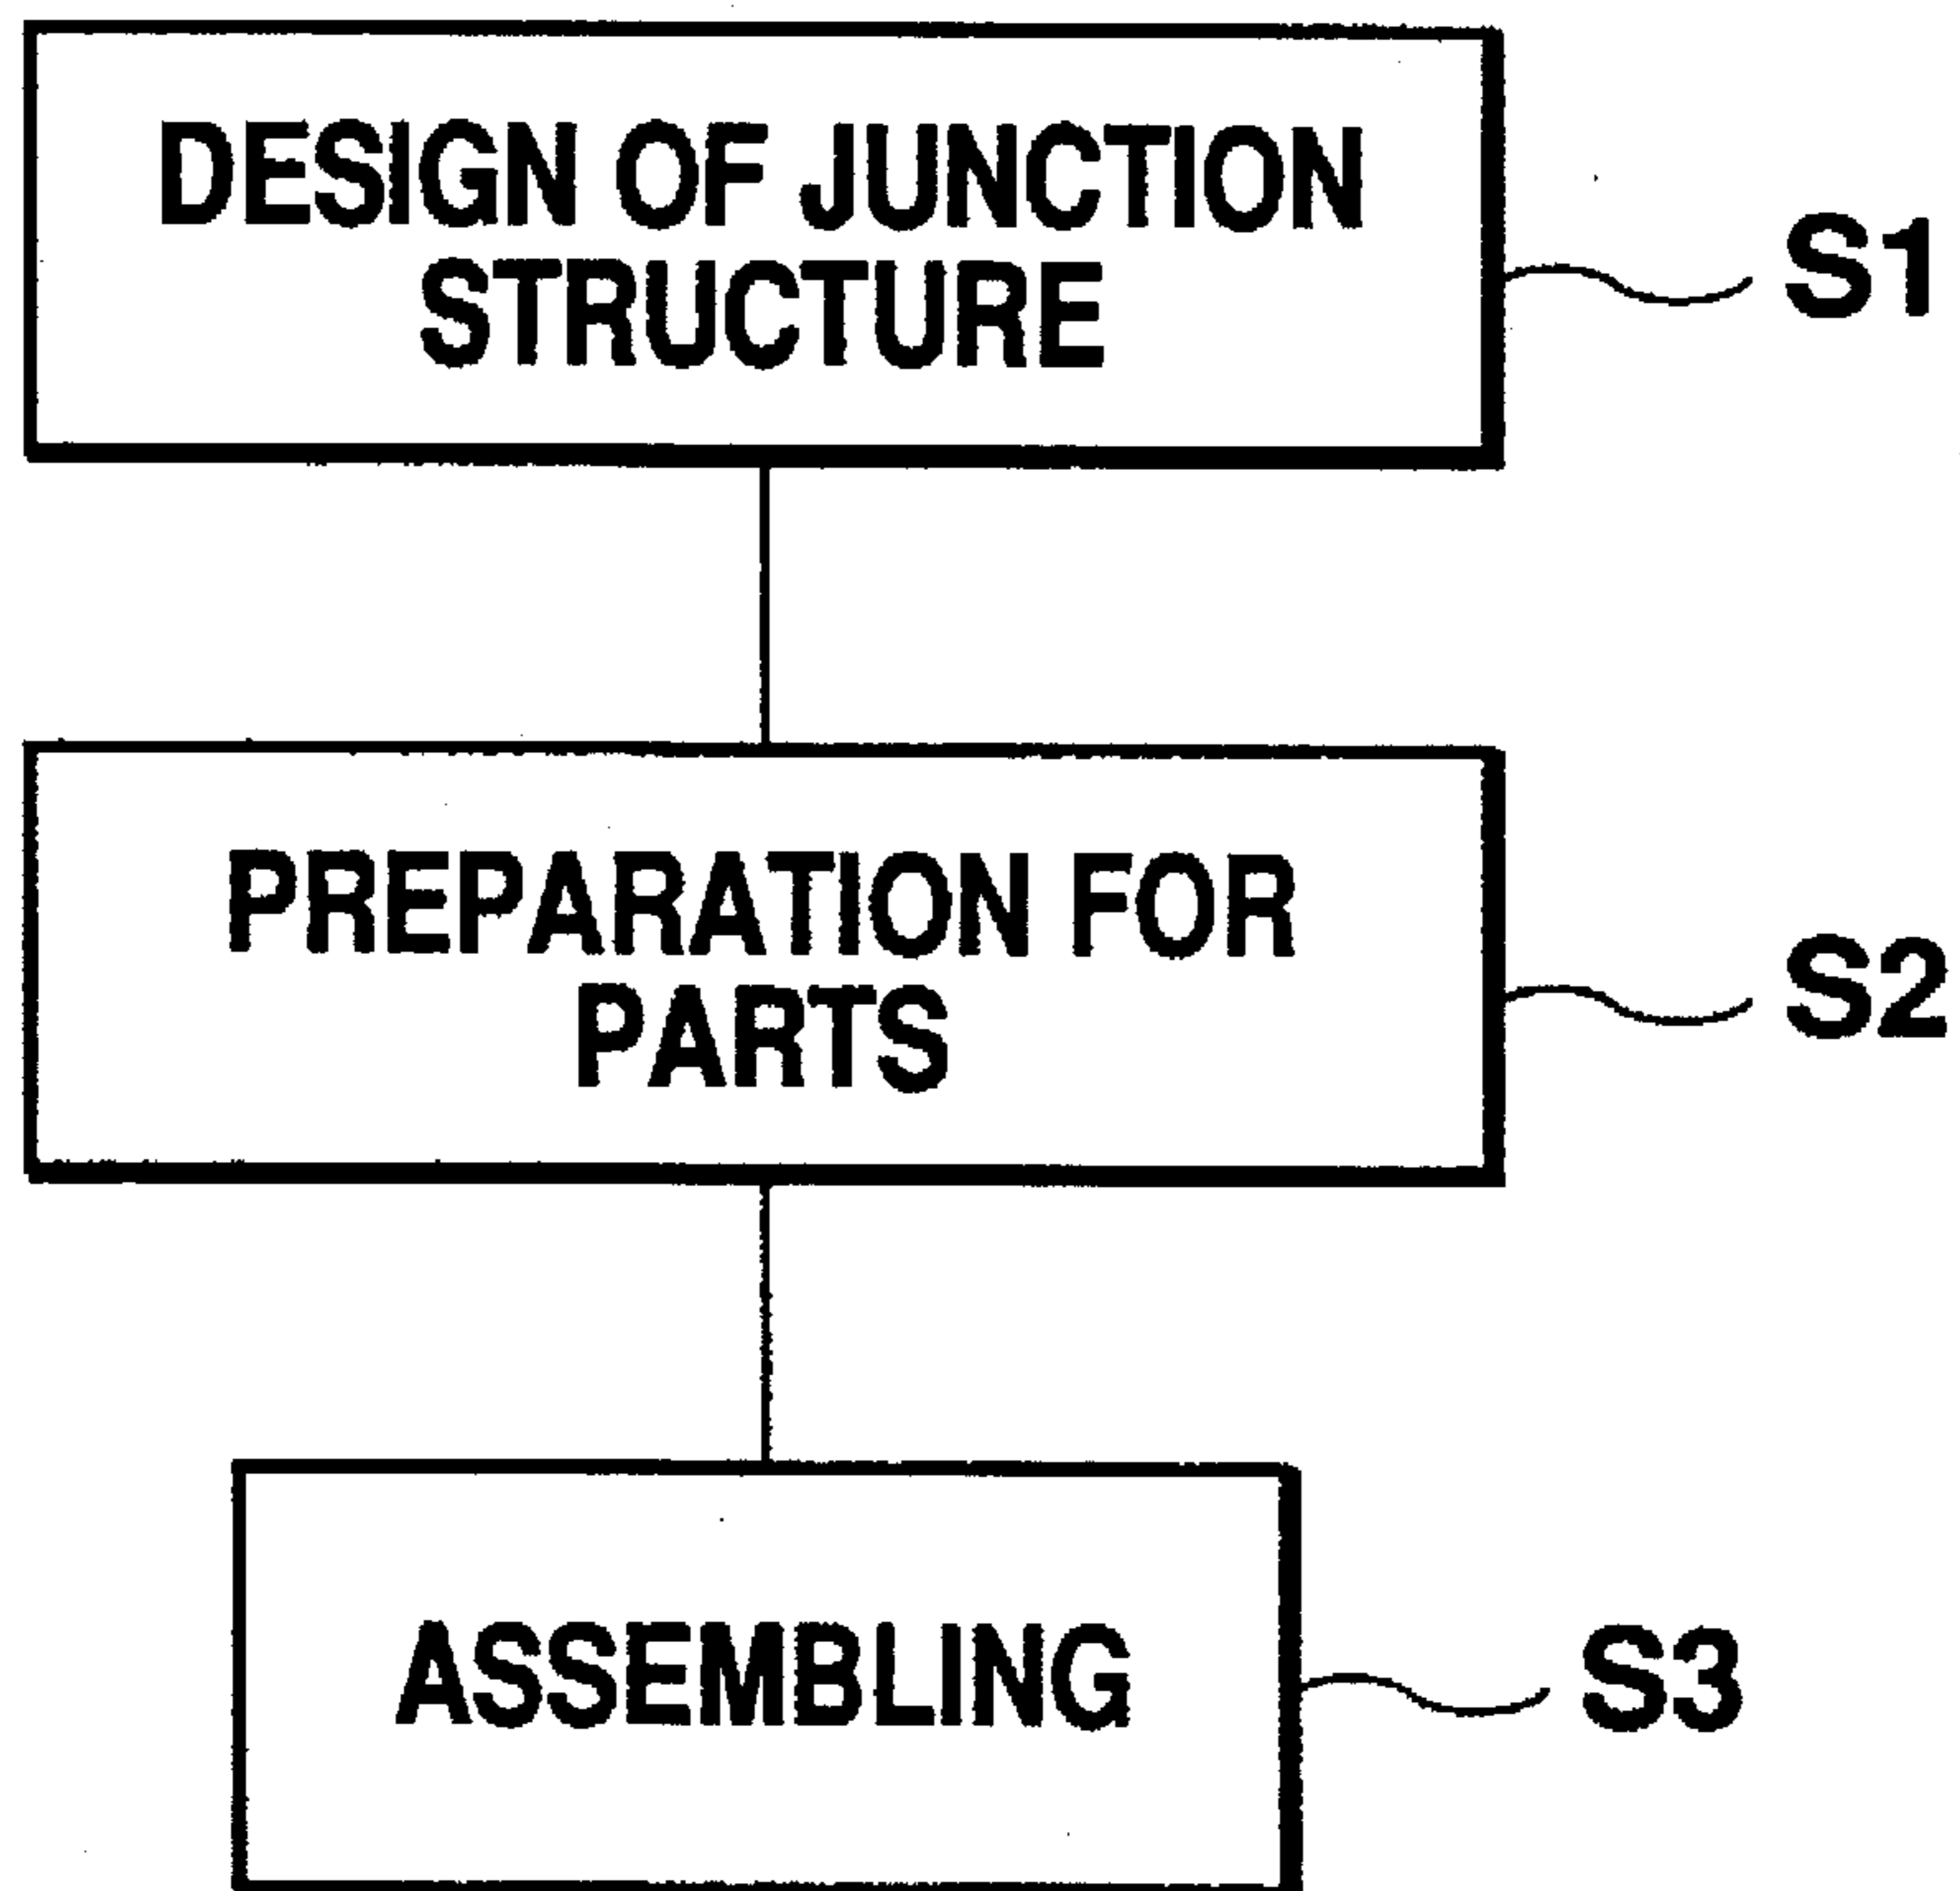 DESIGN OF JUNCTION
STRUCTURE
S1
PREPARATION FOR
PARTS
S2
ASSEMBLING
S3